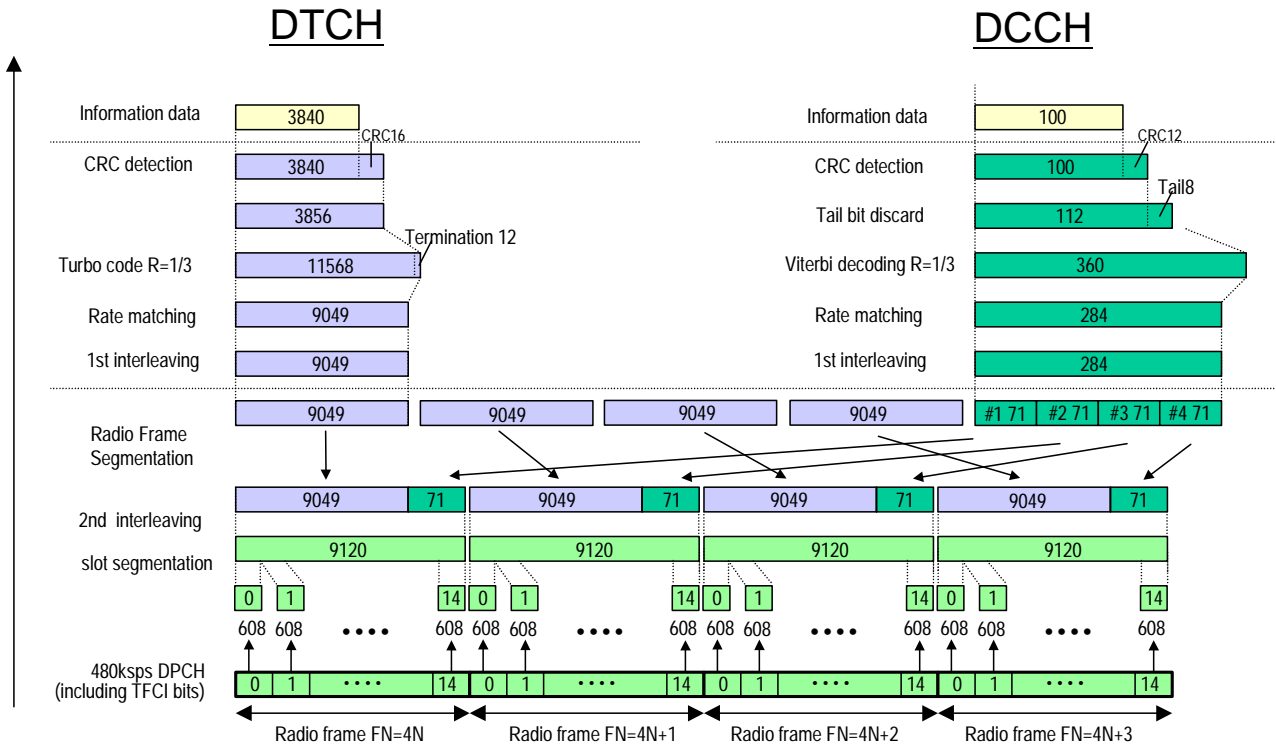 DTCH DCCH
Information data 3840 Information data 100
CRC16 CRC12
CRC detection 3840 CRC detection 100
Tail8
3856 Tail bit discard 112
Termination 12
Turbo code R=1/3 11568 Viterbi decoding R=1/3 360
Rate matching 9049 Rate matching 284
1st interleaving 9049 1st interleaving 284
9049 9049 9049 9049 #1 71 #2 71 #3 71 #4 71
Radio Frame
Segmentation
9049 71 9049 71 9049 71 9049 71
2nd interleaving
9120 9120 9120 9120
slot segmentation
0 1 14 0 1 14 0 1 14 0 1 14
608 608 •••• 608 608 608 •••• 608 608 608 •••• 608 608 608 •••• 608
480ksps DPCH
(including TFCI bits)
0 1 •••• 14 0 1 •••• 14 0 1 •••• 14 0 1 •••• 14
Radio frame FN=4N Radio frame FN=4N+1 Radio frame FN=4N+2 Radio frame FN=4N+3